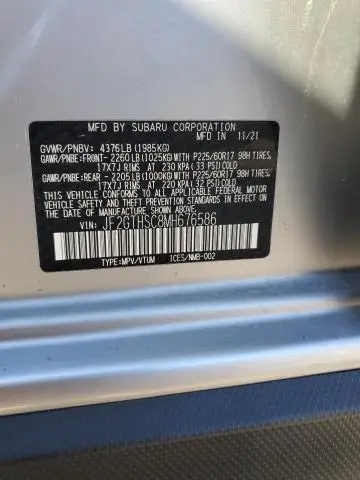 MFD BY SUBARU CORPORATION
MFD IN 11/21
GVWR/PNBV: 4376LB(1985KG)
GAWR/PNBE:FRONT- 2260LB(1025KG)WITH P225/60R17 98H TIRES,
17X7J RIMS AT 230 KPA(33 PSI)COLD
GAWR/PNBE:REAR - 2205LB(1000KG)WITH P225/60R17 98H TIRES,
17X7J RIMS AT 220 KPA(32 PSI)COLD
THIS VEHICLE CONFORMS TO ALL APPLICABLE FEDERAL MOTOR
VEHICLE SAFETY AND THEFT PREVENTION STANDARDS IN EFFECT
ON THE DATE OF MANUFACTURE SHOWN ABOVE.
VIN: JF2GTHSC8MH676586
TYPE:MPV/VTUM ICES/NMB-002